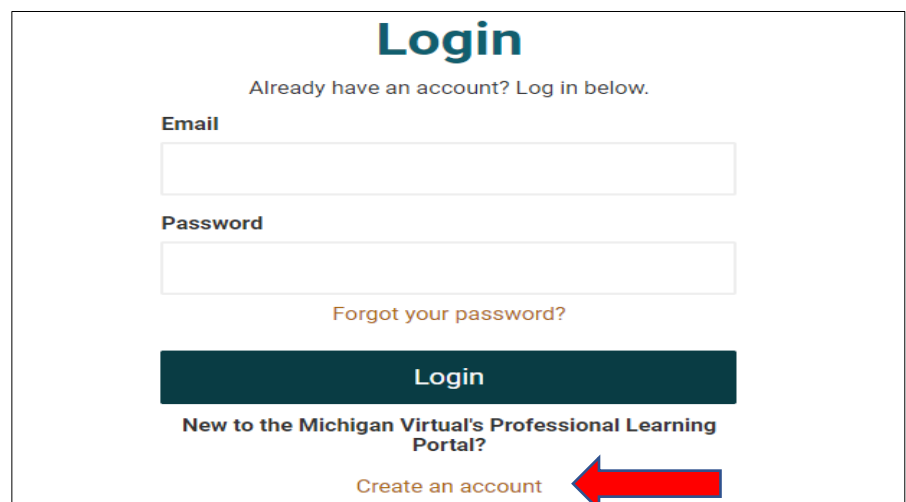 Login
Already have an account? Log in below.
Email
Password
Forgot your password?
Login
New to the Michigan Virtual's Professional Learning
Portal?
Create an account